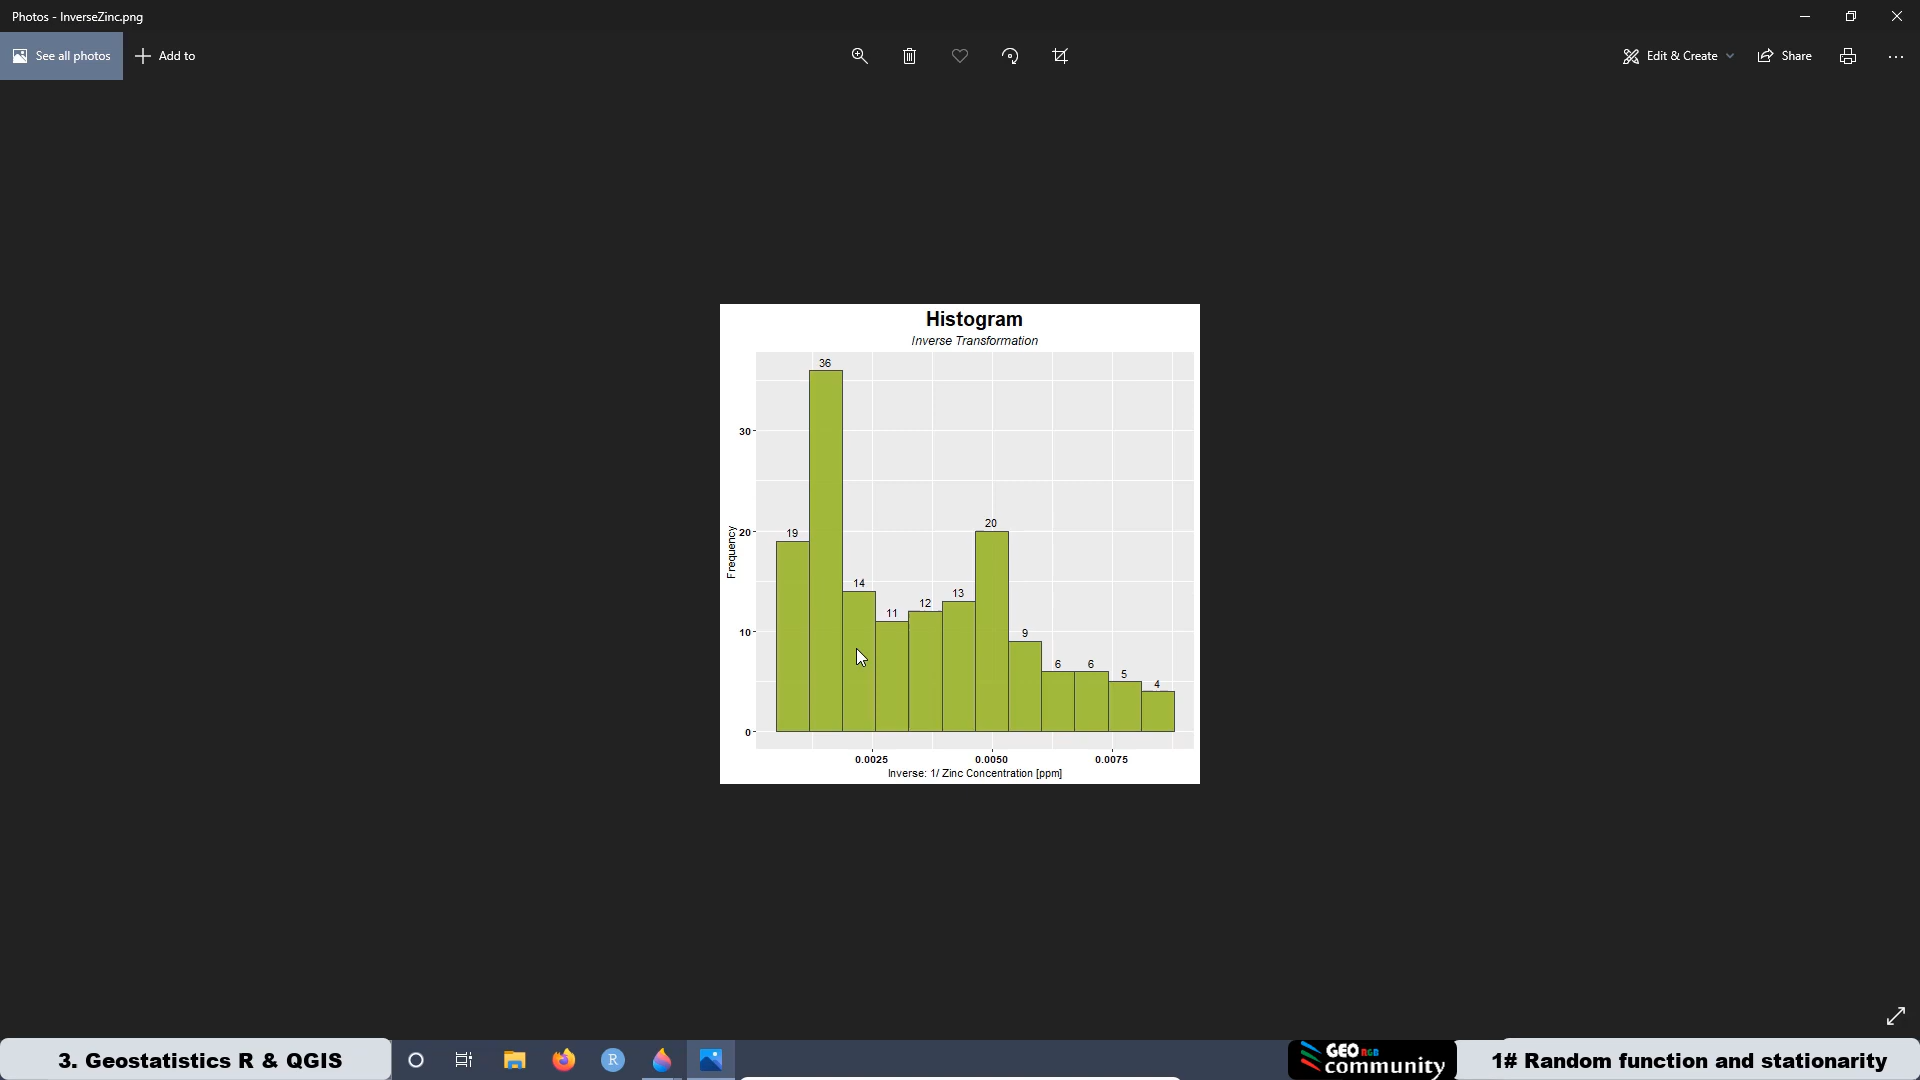 Photos - InverseZinc.png
See all photos
Add to
Edit & Create
Share
Histogram
Inverse Transformation
36
30
20
20
19
14
13
12
11
10
9
6
6
5
4
0
Frequency
0.0025
0.0050
0.0075
Inverse: 1/ Zinc Concentration [ppm]
3. Geostatistics R & QGIS
R
GEO RGB
community
1# Random function and stationarity